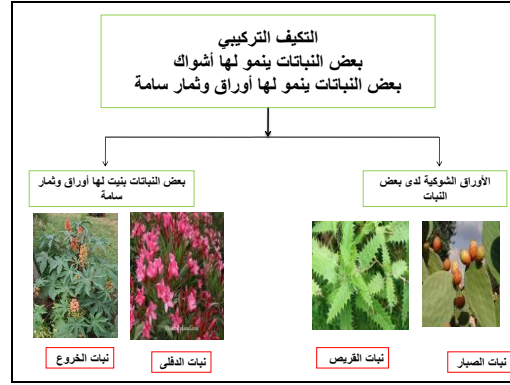 التكيف التركيبي
بعض النباتات ينمو لها أشواك
بعض النباتات ينمو لها أوراق وثمار سامة
الأوراق الشوكية لدى بعض
النبات
بعض النباتات بنيت لها أوراق وثمار
سامة
نبات الصبار
نبات القريص
نبات الدفلى
نبات الخروع